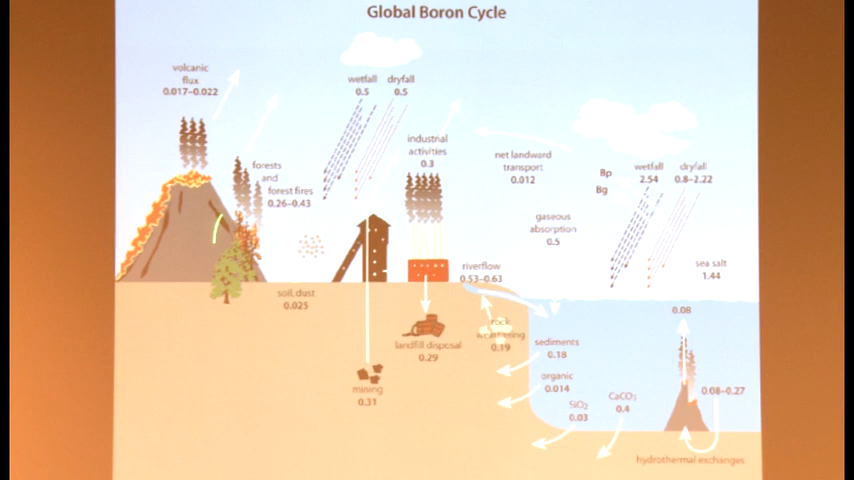 Global Boron Cycle
volcanic
flux
0.017–0.022
wetfall
0.5
dryfall
0.5
industrial
activities
0.3
net landward
transport
0.012
Bp
Bg
wetfall
2.54
dryfall
0.8–2.22
forests
and
forest fires
0.26–0.43
gaseous
absorption
0.5
sea salt
1.44
riverflow
0.53–0.63
soil, dust
0.025
0.08
rock
weathering
0.19
landfill disposal
0.29
sediments
0.18
mining
0.31
organic
0.014
SiO₂
0.03
CaCO₃
0.4
0.08–0.27
hydrothermal exchanges